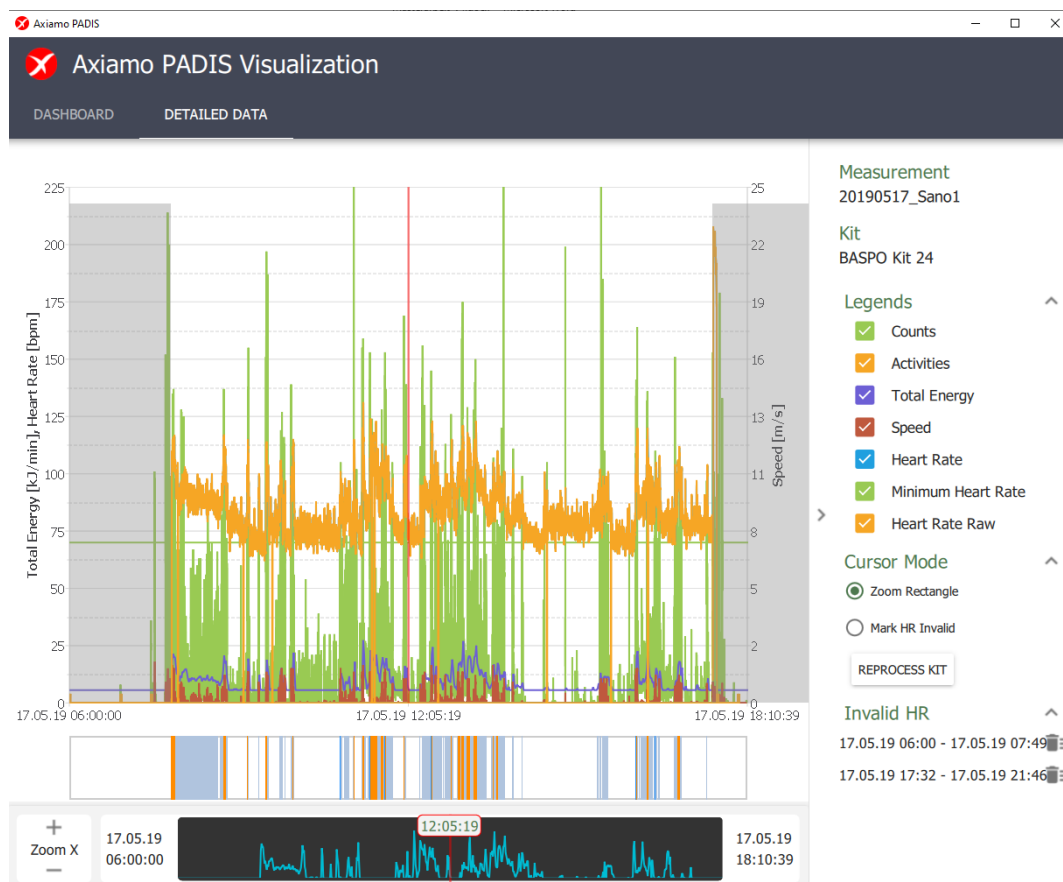 Axiamo PADIS
Axiamo PADIS Visualization
DASHBOARD DETAILED DATA
225
200
175
150
125
100
75
50
25
0
Total Energy [kJ/min], Heart Rate [bpm]
25
22
19
16
13
11
8
5
2
0
Speed [m/s]
17.05.19 06:00:00 17.05.19 12:05:19 17.05.19 18:10:39
Measurement
20190517_Sano1
Kit
BASPO Kit 24
Legends
Counts
Activities
Total Energy
Speed
Heart Rate
Minimum Heart Rate
Heart Rate Raw
Cursor Mode
Zoom Rectangle
Mark HR Invalid
REPROCESS KIT
Invalid HR
17.05.19 06:00 - 17.05.19 07:49
17.05.19 17:32 - 17.05.19 21:46
+
Zoom X
−
17.05.19
06:00:00
12:05:19
17.05.19
18:10:39